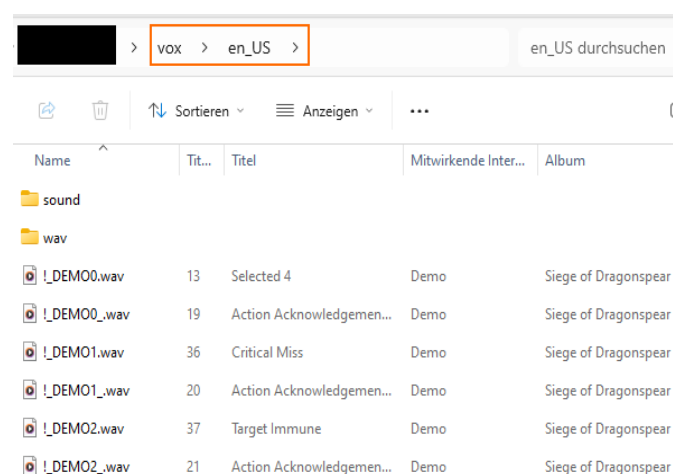 > vox > en_US > en_US durchsuchen
Sortieren Anzeigen ...
Name Tit... Titel Mitwirkende Inter... Album
sound
wav
!_DEMO0.wav 13 Selected 4 Demo Siege of Dragonspear
!_DEMO0_.wav 19 Action Acknowledgemen... Demo Siege of Dragonspear
!_DEMO1.wav 36 Critical Miss Demo Siege of Dragonspear
!_DEMO1_.wav 20 Action Acknowledgemen... Demo Siege of Dragonspear
!_DEMO2.wav 37 Target Immune Demo Siege of Dragonspear
!_DEMO2_.wav 21 Action Acknowledgemen... Demo Siege of Dragonspear